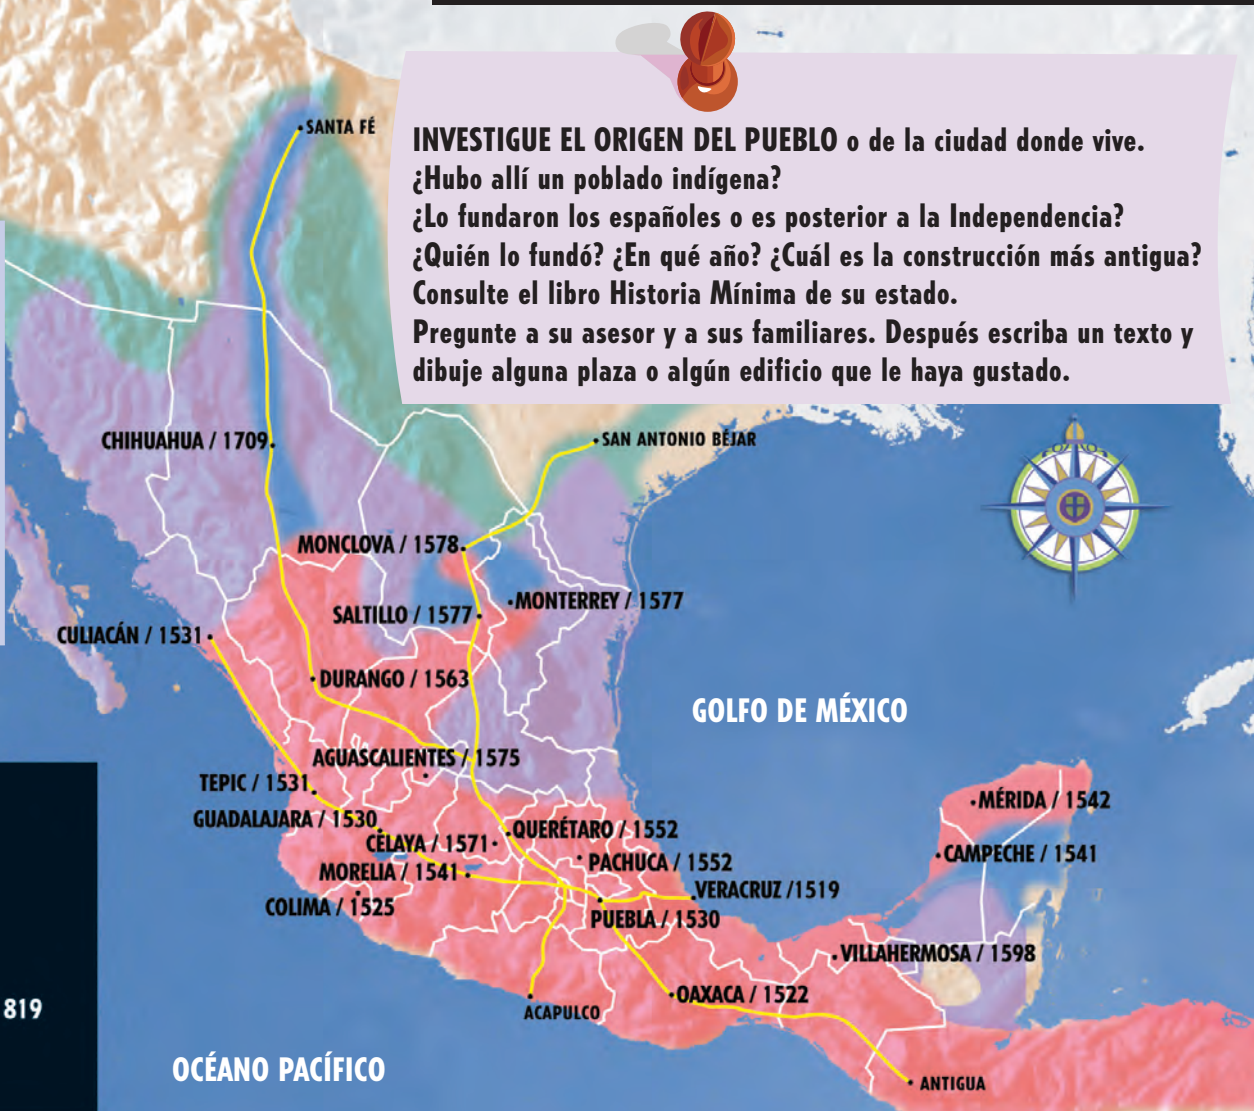 INVESTIGUE EL ORIGEN DEL PUEBLO o de la ciudad donde vive.
¿Hubo allí un poblado indígena?
¿Lo fundaron los españoles o es posterior a la Independencia?
¿Quién lo fundó? ¿En qué año? ¿Cuál es la construcción más antigua?
Consulte el libro Historia Mínima de su estado.
Pregunte a su asesor y a sus familiares. Después escriba un texto y
dibuje alguna plaza o algún edificio que le haya gustado.
SANTA FÉ
CHIHUAHUA / 1709
SAN ANTONIO BÉJAR
MONCLOVA / 1578
MONTERREY / 1577
SALTILLO / 1577
CULIACÁN / 1531
DURANGO / 1563
GOLFO DE MÉXICO
AGUASCALIENTES / 1575
TEPIC / 1531
MÉRIDA / 1542
GUADALAJARA / 1530
QUERÉTARO / 1552
CELAYA / 1571
CAMPECHE / 1541
PACHUCA / 1552
MORELIA / 1541
VERACRUZ /1519
COLIMA / 1525
PUEBLA / 1530
VILLAHERMOSA / 1598
OAXACA / 1522
819
ACAPULCO
OCÉANO PACÍFICO
ANTIGUA